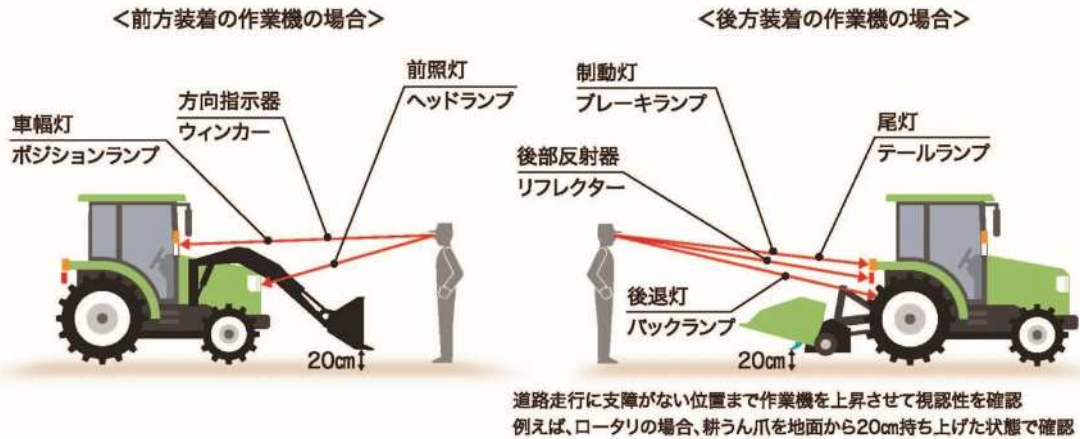 <前方装着の作業機の場合>
車幅灯
ポジションランプ
方向指示器
ウィンカー
前照灯
ヘッドランプ
20cm
<後方装着の作業機の場合>
制動灯
ブレーキランプ
後部反射器
リフレクター
尾灯
テールランプ
後退灯
バックランプ
20cm
道路走行に支障がない位置まで作業機を上昇させて視認性を確認
例えば、ロータリの場合、耕うん爪を地面から20cm持ち上げた状態で確認